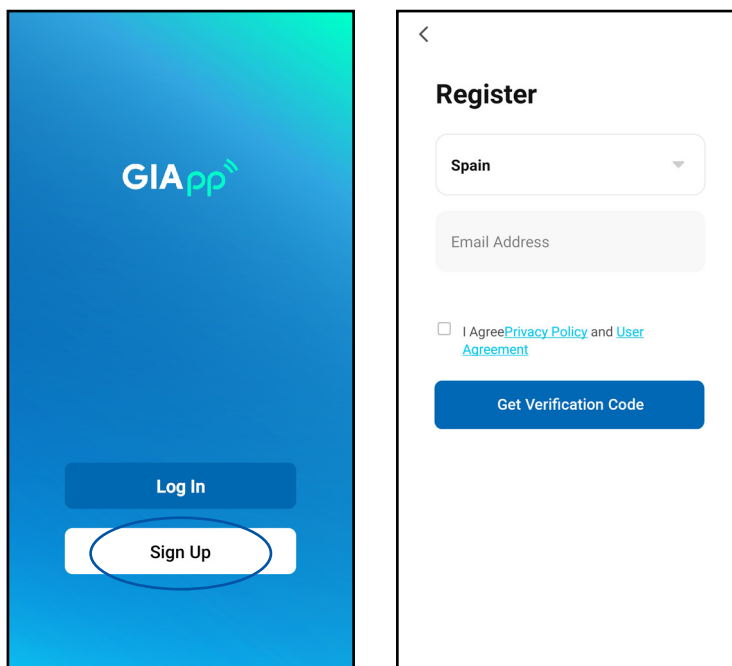 GIApp
Log In
Sign Up
Register
Spain
Email Address
I AgreePrivacy Policy and User
Agreement
Get Verification Code